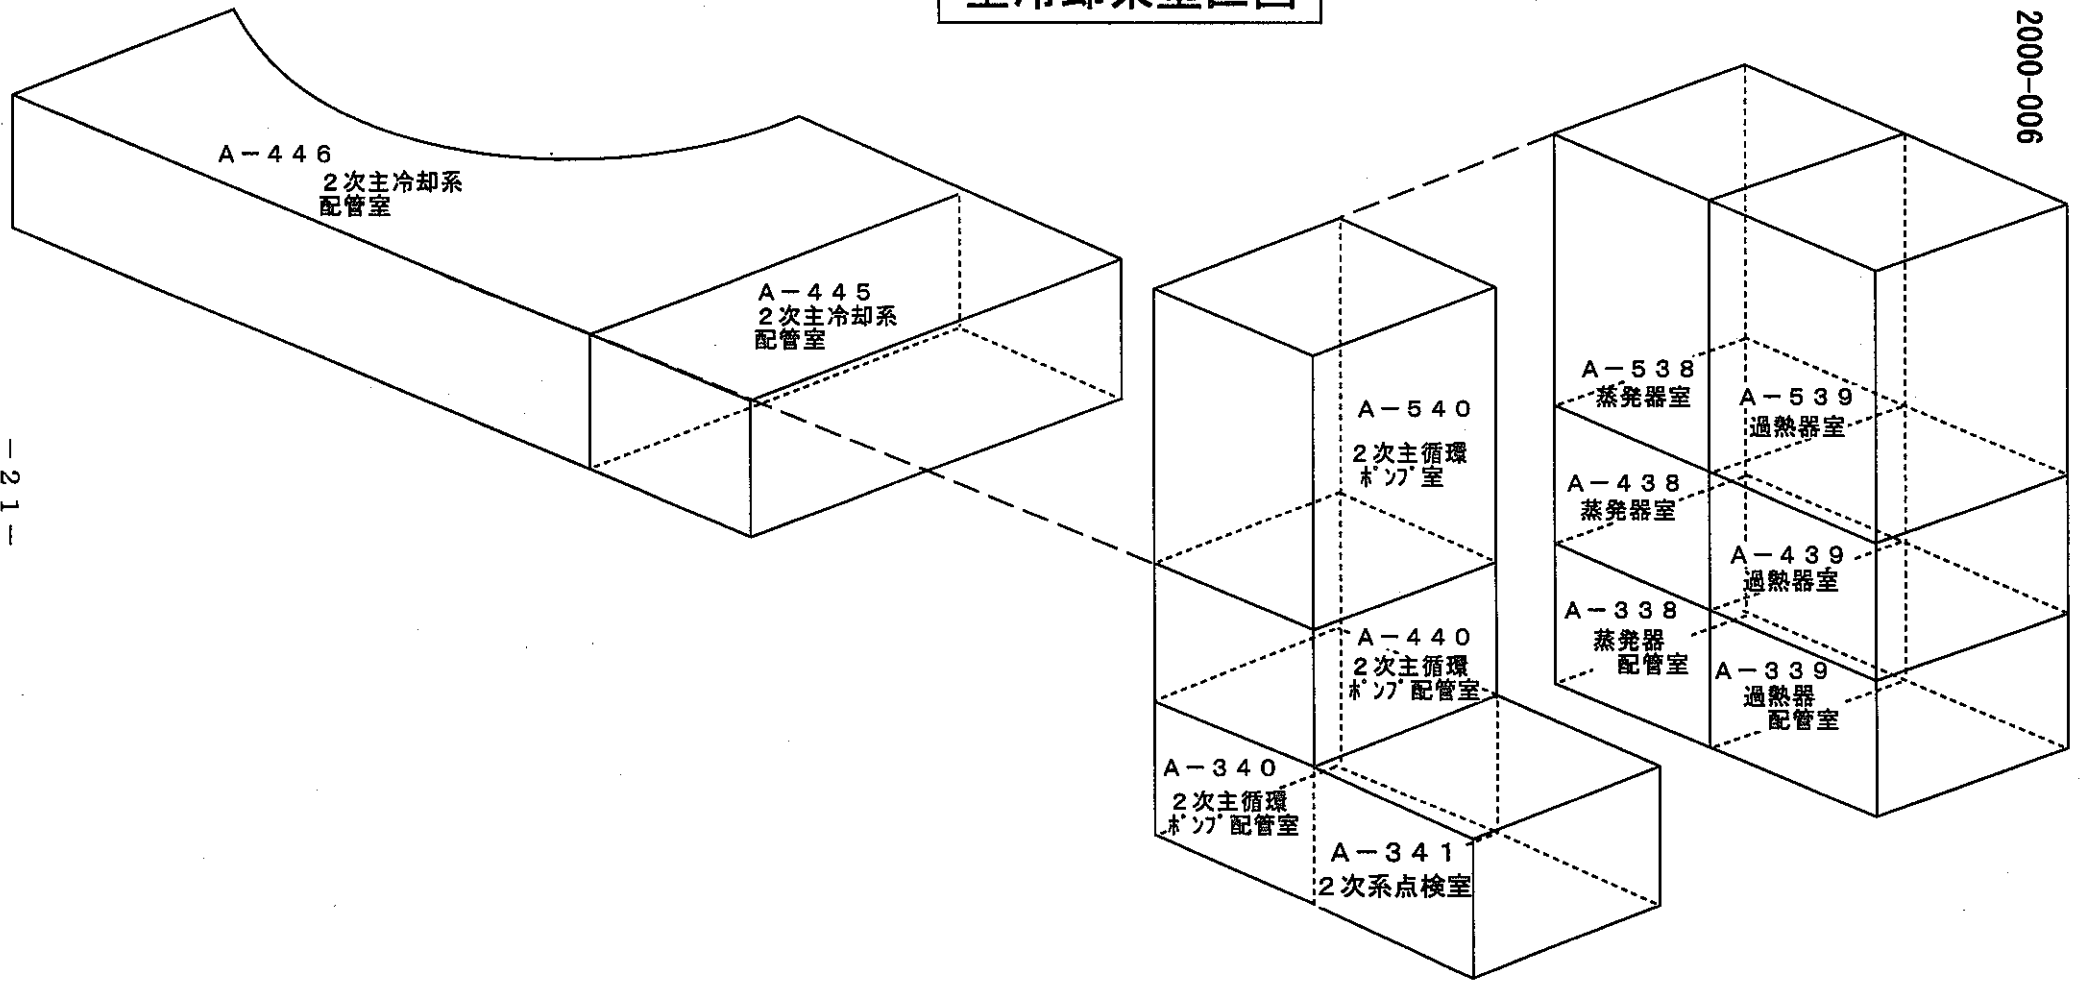 2000-006
A-446
2次主冷却系
配管室
A-445
2次主冷却系
配管室
A-540
2次主循環
ポンプ室
A-440
2次主循環
ポンプ配管室
A-340
2次主循環
ポンプ配管室
A-341
2次系点検室
A-538
蒸発器室
A-539
過熱器室
A-438
蒸発器室
A-439
過熱器室
A-338
蒸発器
配管室
A-339
過熱器
配管室
-21-